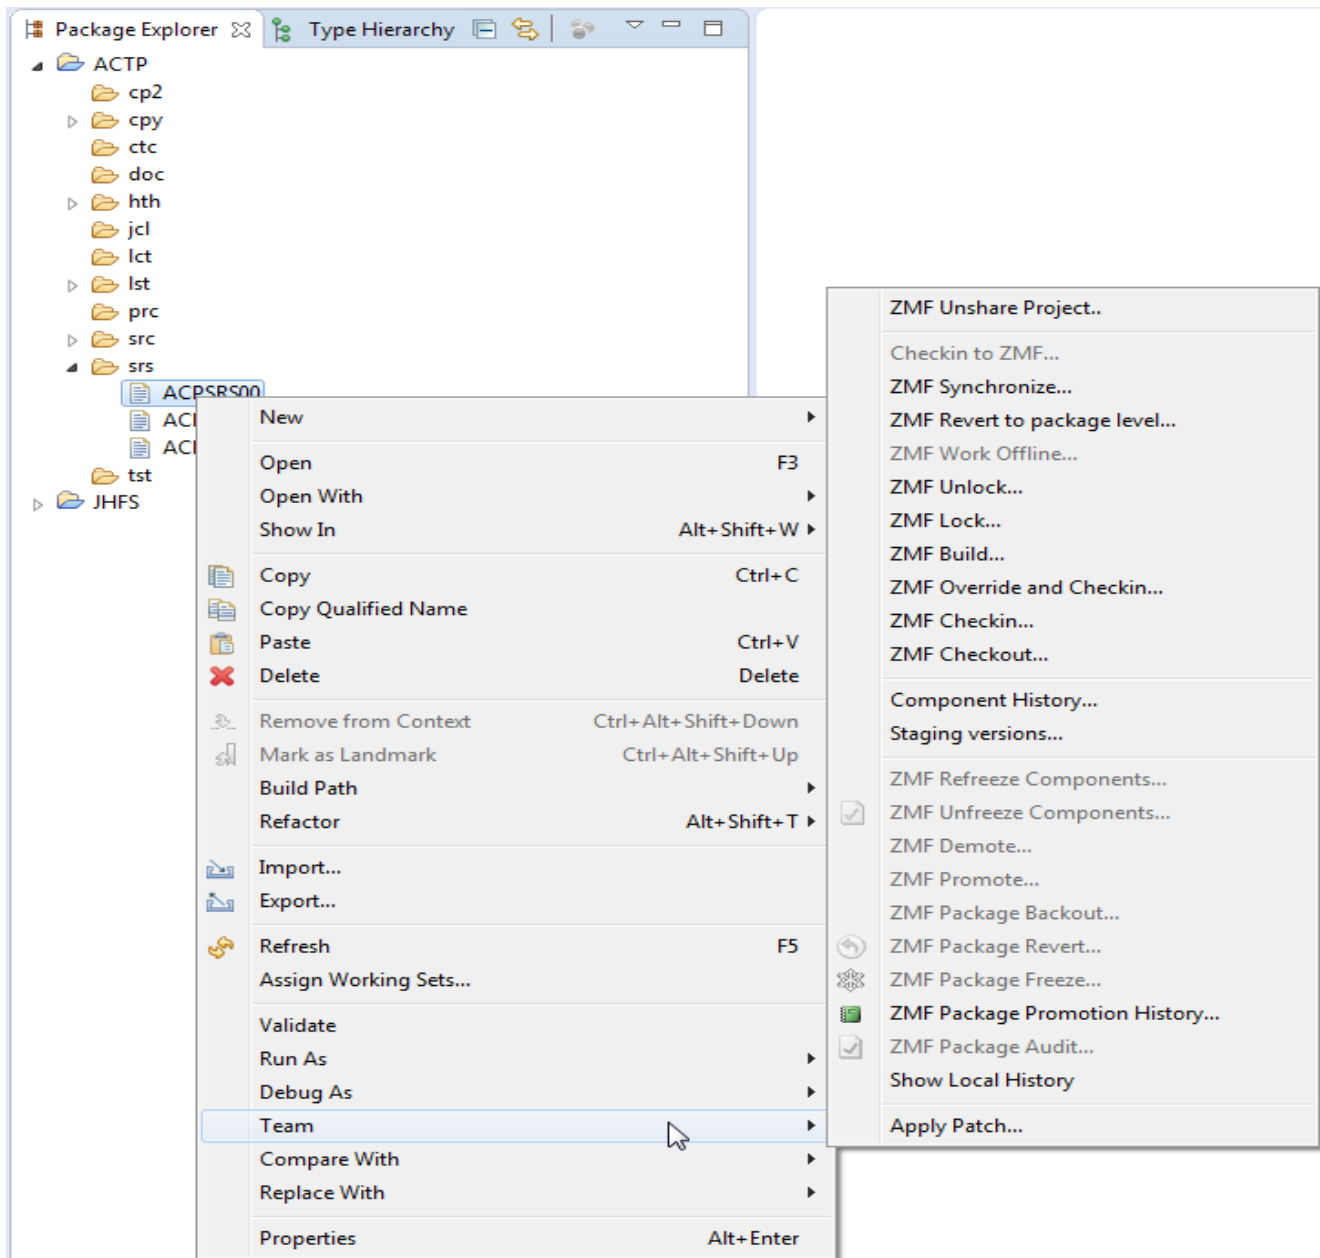 Package Explorer Type Hierarchy
ACTP
cp2
cpy
ctc
doc
hth
jcl
lct
lst
prc
src
srs
ACPSRS00
ACI
ACI
tst
JHFS
New
Open F3
Open With
Show In Alt+Shift+W
Copy Ctrl+C
Copy Qualified Name
Paste Ctrl+V
Delete Delete
Remove from Context Ctrl+Alt+Shift+Down
Mark as Landmark Ctrl+Alt+Shift+Up
Build Path
Refactor Alt+Shift+T
Import...
Export...
Refresh F5
Assign Working Sets...
Validate
Run As
Debug As
Team
Compare With
Replace With
Properties Alt+Enter
ZMF Unshare Project..
Checkin to ZMF...
ZMF Synchronize...
ZMF Revert to package level...
ZMF Work Offline...
ZMF Unlock...
ZMF Lock...
ZMF Build...
ZMF Override and Checkin...
ZMF Checkin...
ZMF Checkout...
Component History...
Staging versions...
ZMF Refreeze Components...
ZMF Unfreeze Components...
ZMF Demote...
ZMF Promote...
ZMF Package Backout...
ZMF Package Revert...
ZMF Package Freeze...
ZMF Package Promotion History...
ZMF Package Audit...
Show Local History
Apply Patch...